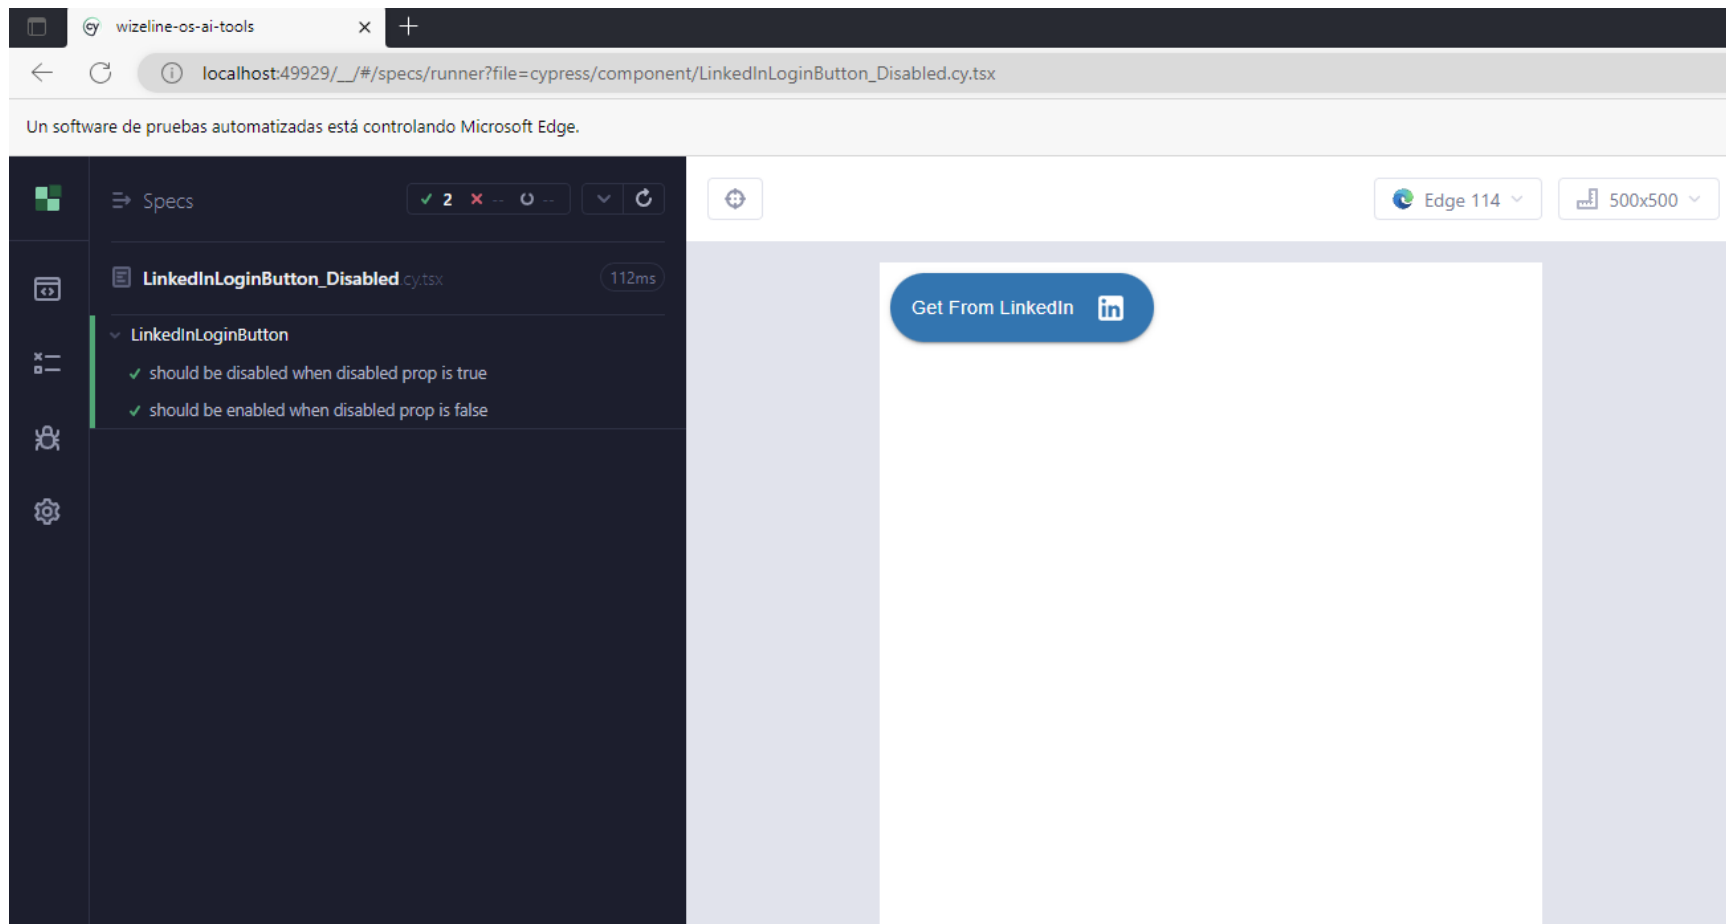 wizeline-os-ai-tools
localhost:49929/__/#/specs/runner?file=cypress/component/LinkedInLoginButton_Disabled.cy.tsx
Un software de pruebas automatizadas está controlando Microsoft Edge.
Specs
2 -- --
LinkedInLoginButton_Disabled.cy.tsx 112ms
LinkedInLoginButton
should be disabled when disabled prop is true
should be enabled when disabled prop is false
Edge 114
500x500
Get From LinkedIn in